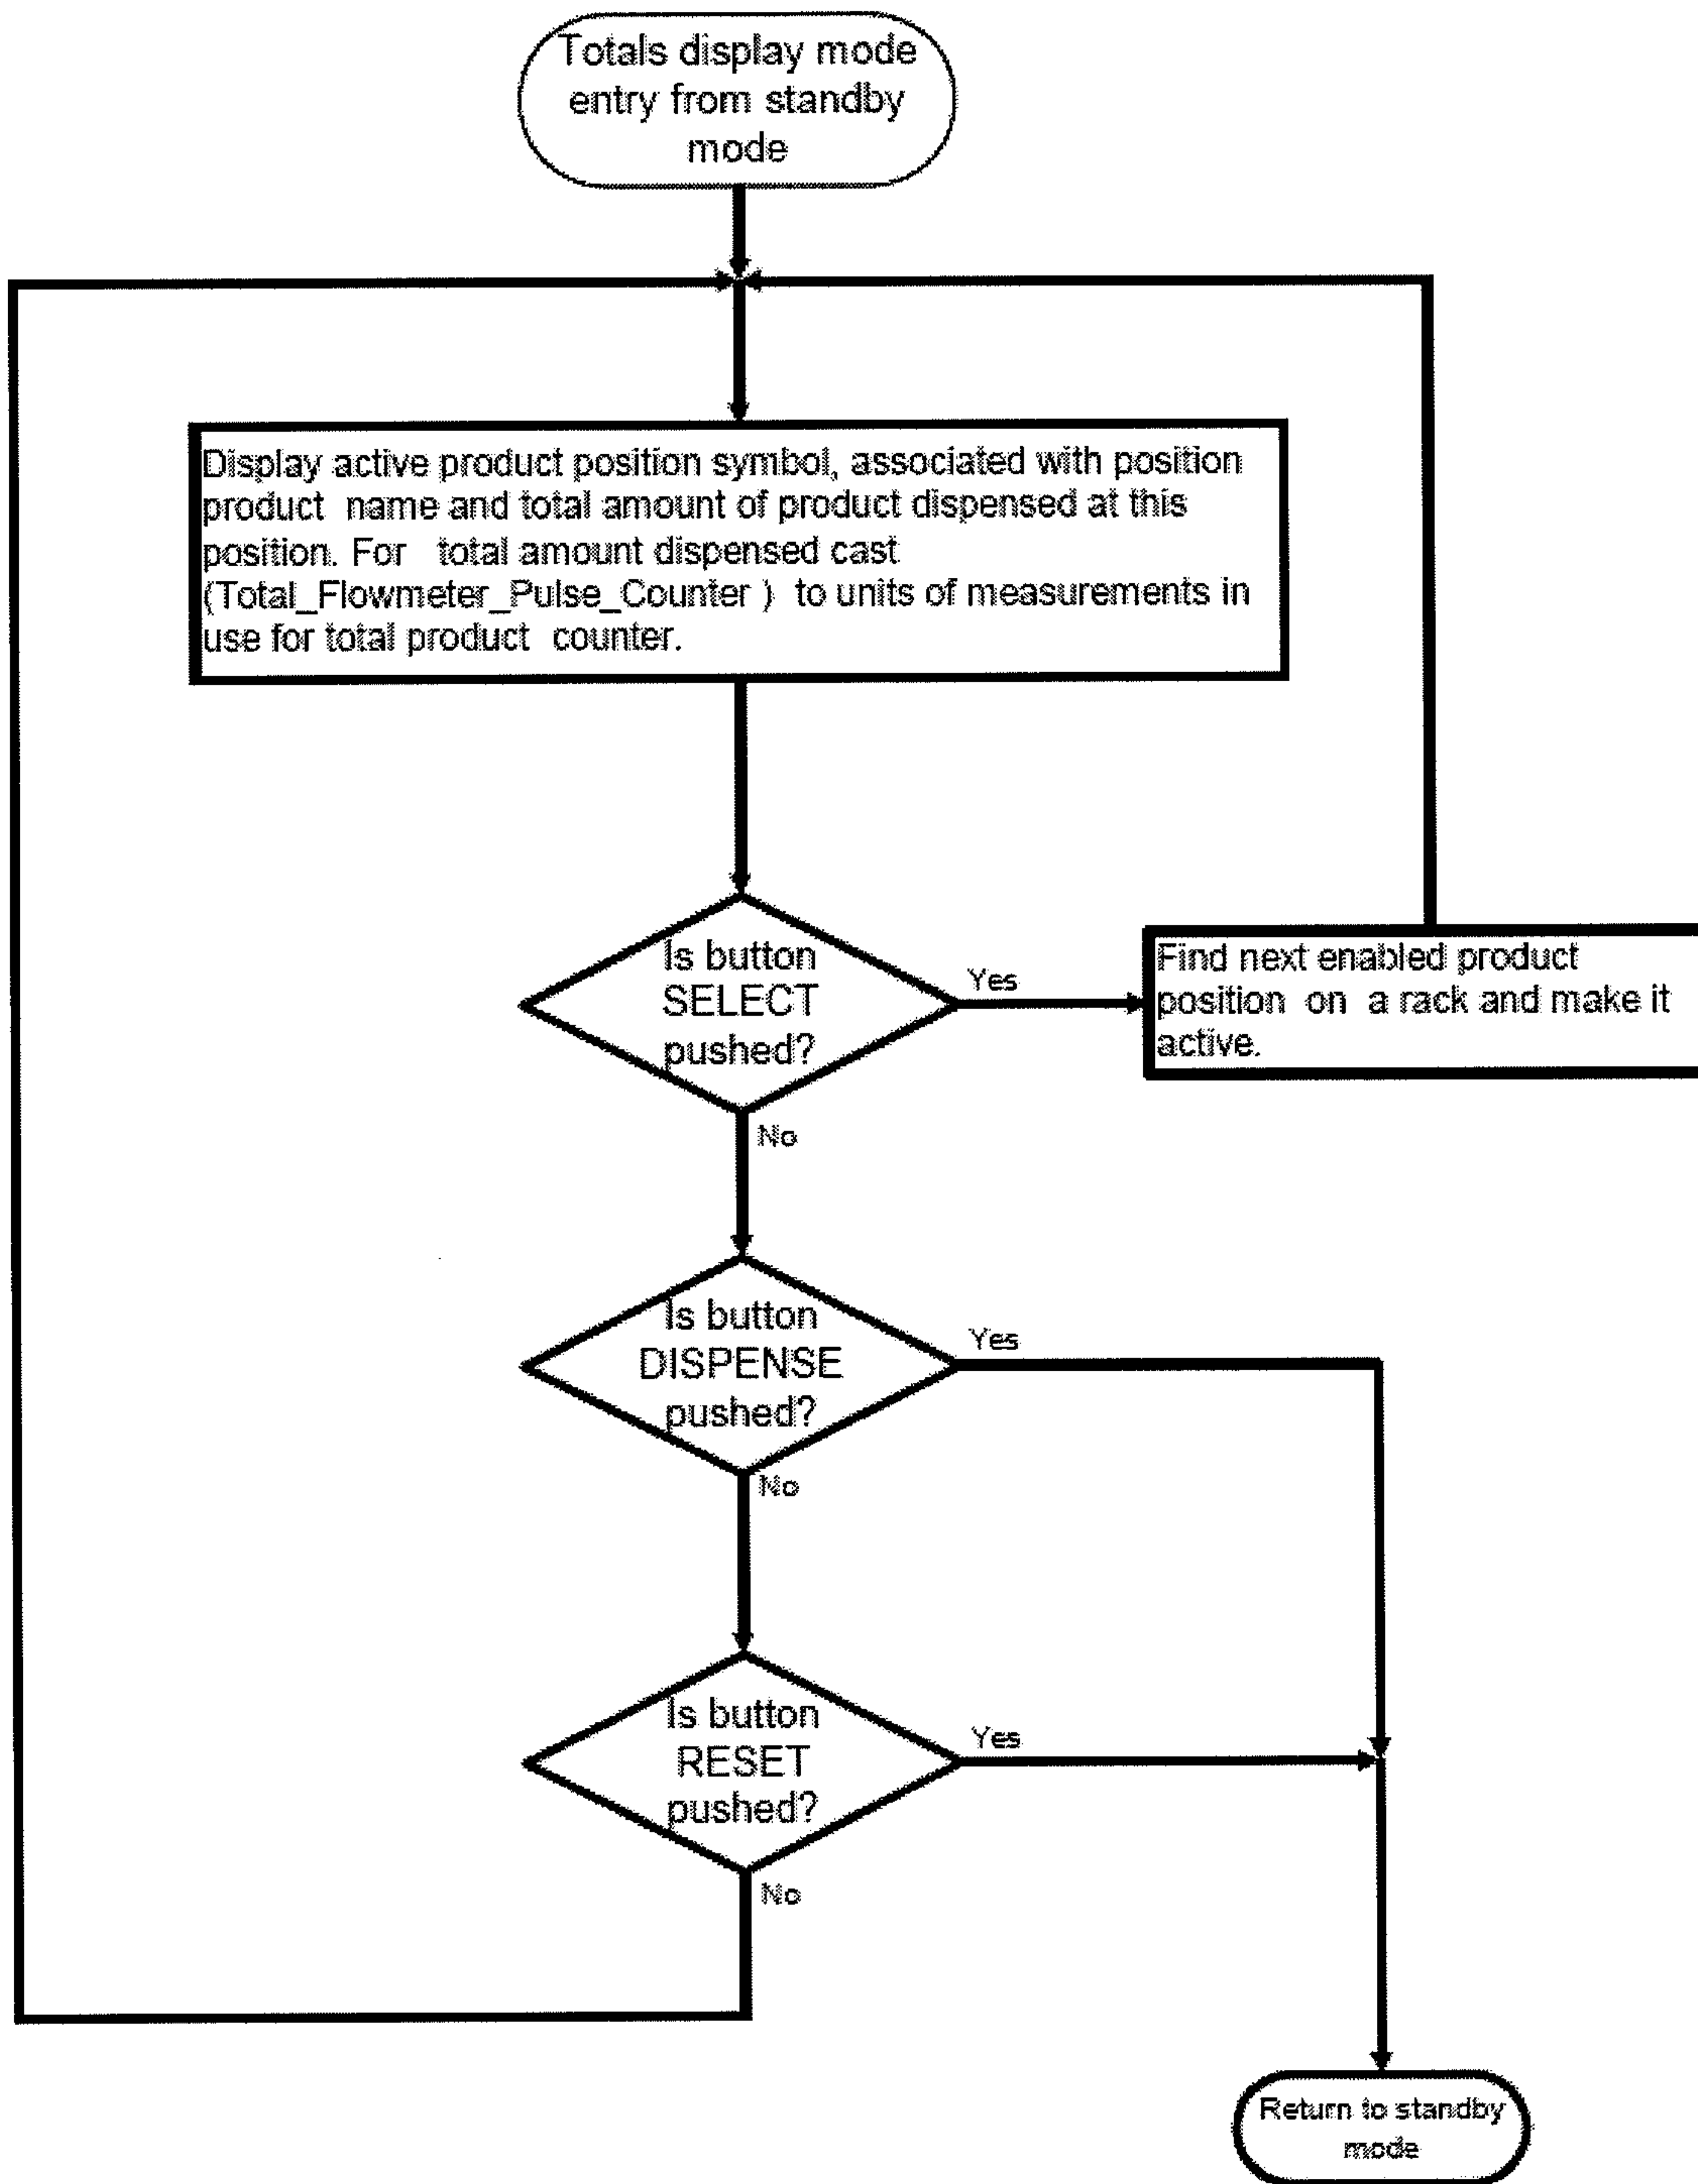 Totals display mode
entry from standby
mode
Display active product position symbol, associated with position
product name and total amount of product dispensed at this
position. For total amount dispensed cast
(Total_Flowmeter_Pulse_Counter ) to units of measurements in
use for total product counter.
Is button
SELECT
pushed?
Yes
Find next enabled product
position on a rack and make it
active.
No
Is button
DISPENSE
pushed?
Yes
No
Is button
RESET
pushed?
Yes
No
Return to standby
mode